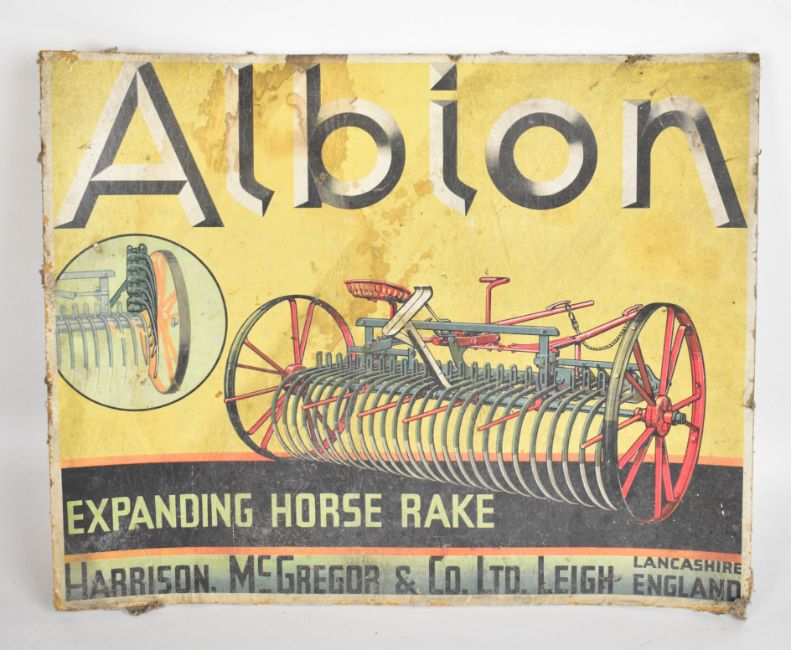 Albion
EXPANDING HORSE RAKE
HARRISON, McGREGOR & Co. LTD. LEIGH LANCASHIRE ENGLAND